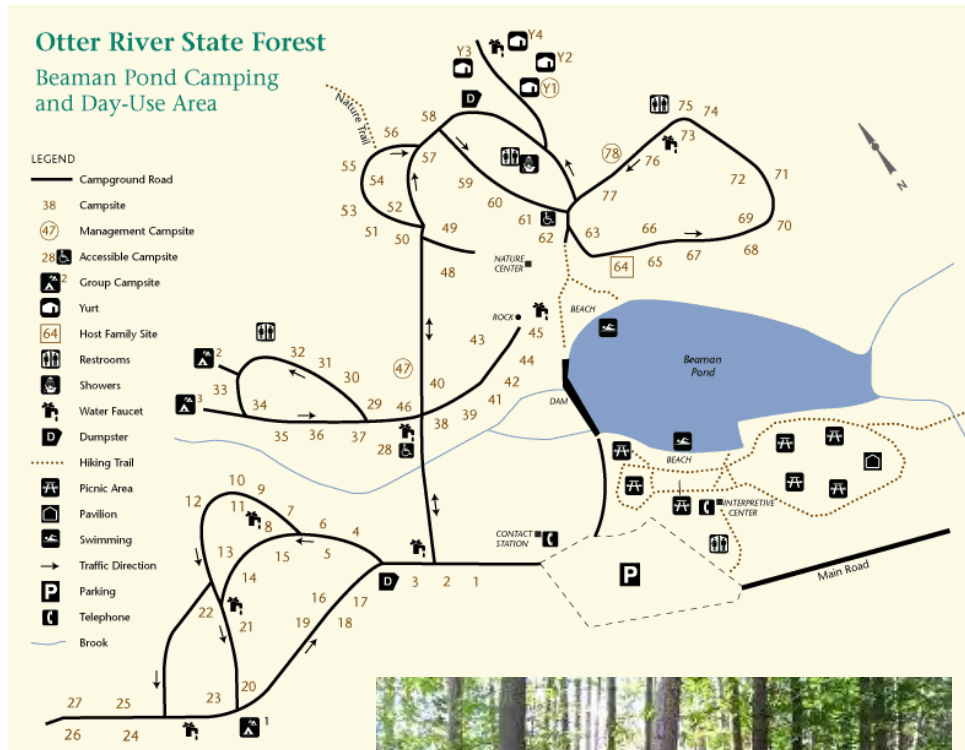 Otter River State Forest
Beaman Pond Camping
and Day-Use Area
LEGEND
Campground Road
38 Campsite
47 Management Campsite
28 Accessible Campsite
2 Group Campsite
Yurt
64 Host Family Site
Restrooms
Showers
Water Faucet
D Dumpster
Hiking Trail
Picnic Area
Pavilion
Swimming
Traffic Direction
P Parking
Telephone
Brook
Nature Trail
Y4
Y3
Y2
Y1
D
58
56
57
55
54
53
52
51
50
49
48
59
60
61
62
63
75
74
73
78
76
77
72
71
70
69
68
67
66
65
64
N
NATURE
CENTER
ROCK
BEACH
Beaman
Pond
DAM
BEACH
INTERPRETIVE
CENTER
CONTACT
STATION
P
Main Road
45
43
44
42
41
39
38
40
47
46
29
30
31
32
2
33
3
34
35
36
37
28
10
9
12
11
8
7
6
4
5
13
15
14
D
3
2
1
16
17
19
18
22
21
20
23
1
27
25
26
24